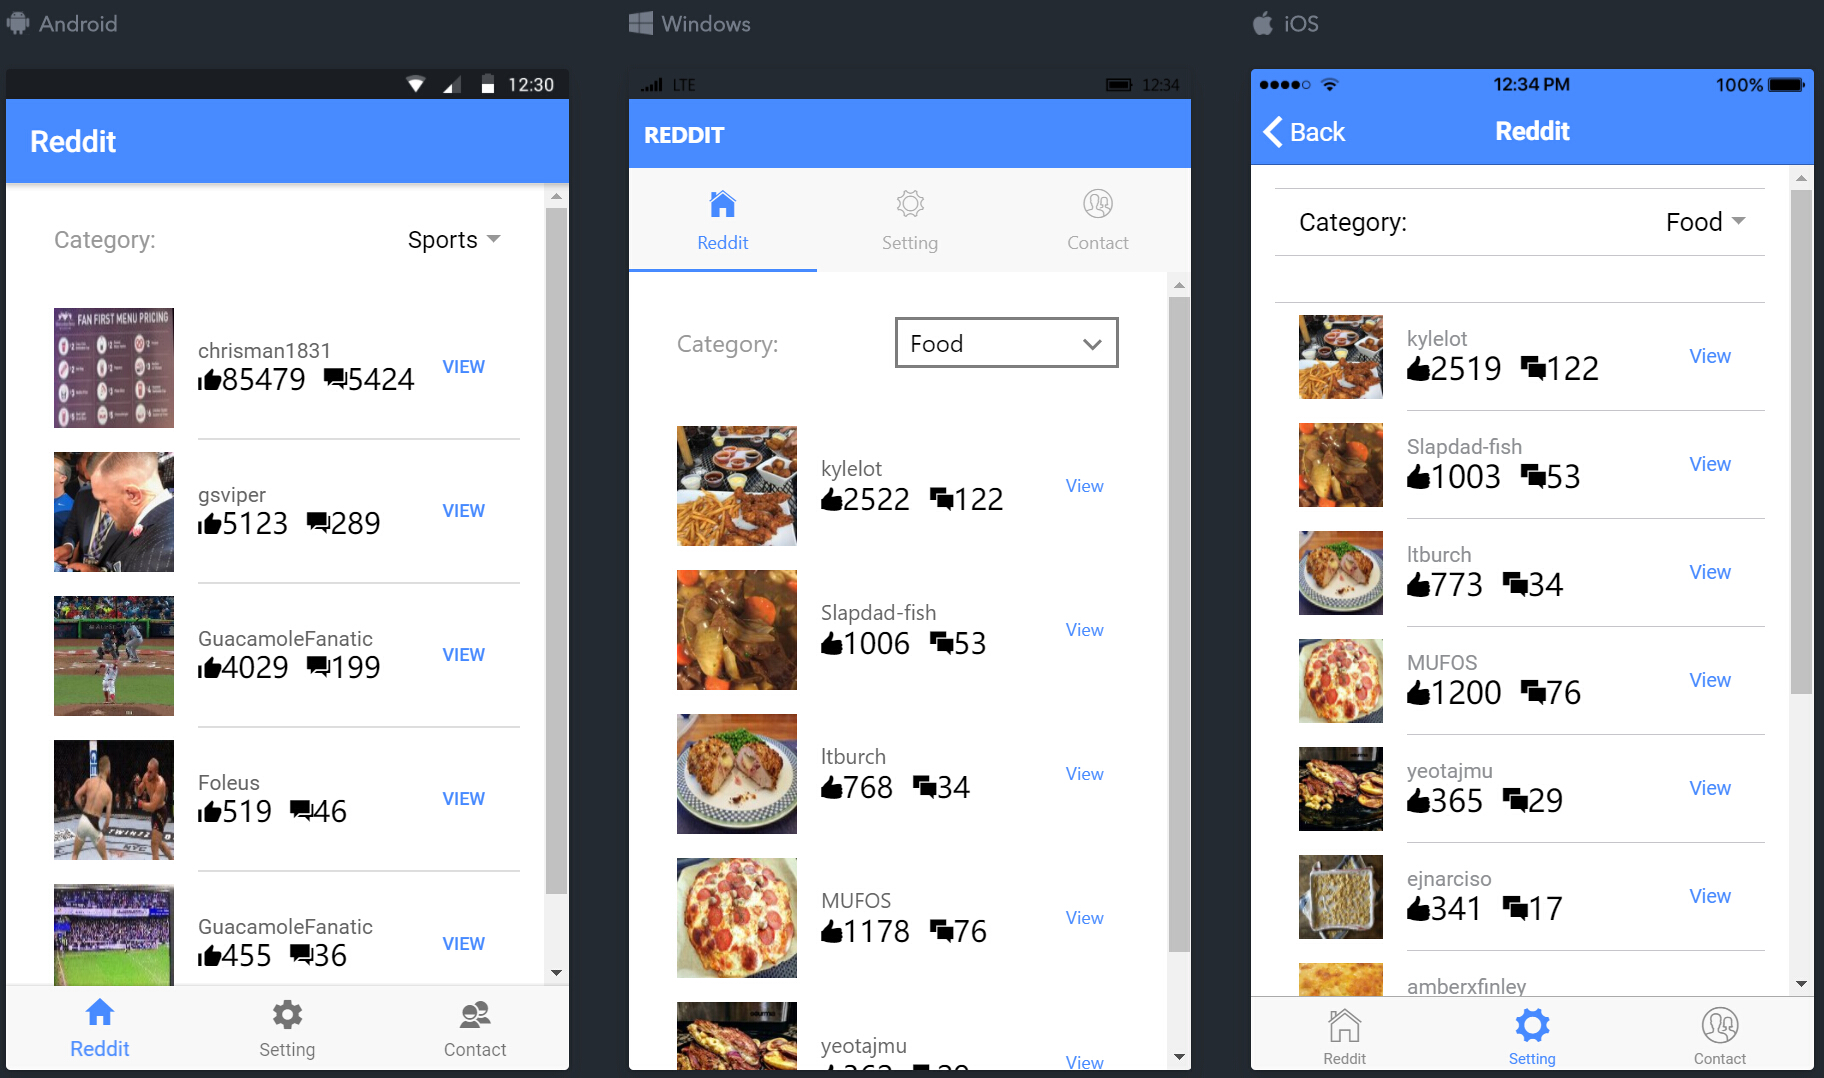 Android
12:30
Reddit
Category:
Sports
FAN FIRST MENU PRICING
chrisman1831
85479 5424
VIEW
gsviper
5123 289
VIEW
GuacamoleFanatic
4029 199
VIEW
Foleus
519 46
VIEW
GuacamoleFanatic
455 36
VIEW
Reddit
Setting
Contact
Windows
LTE
12:34
REDDIT
Reddit
Setting
Contact
Category:
Food
kylelot
2522 122
View
Slapdad-fish
1006 53
View
ltburch
768 34
View
MUFOS
1178 76
View
yeotajmu
View
iOS
12:34 PM
100%
Back
Reddit
Category:
Food
kylelot
2519 122
View
Slapdad-fish
1003 53
View
ltburch
773 34
View
MUFOS
1200 76
View
yeotajmu
365 29
View
ejnarciso
341 17
View
amberxfinley
Reddit
Setting
Contact